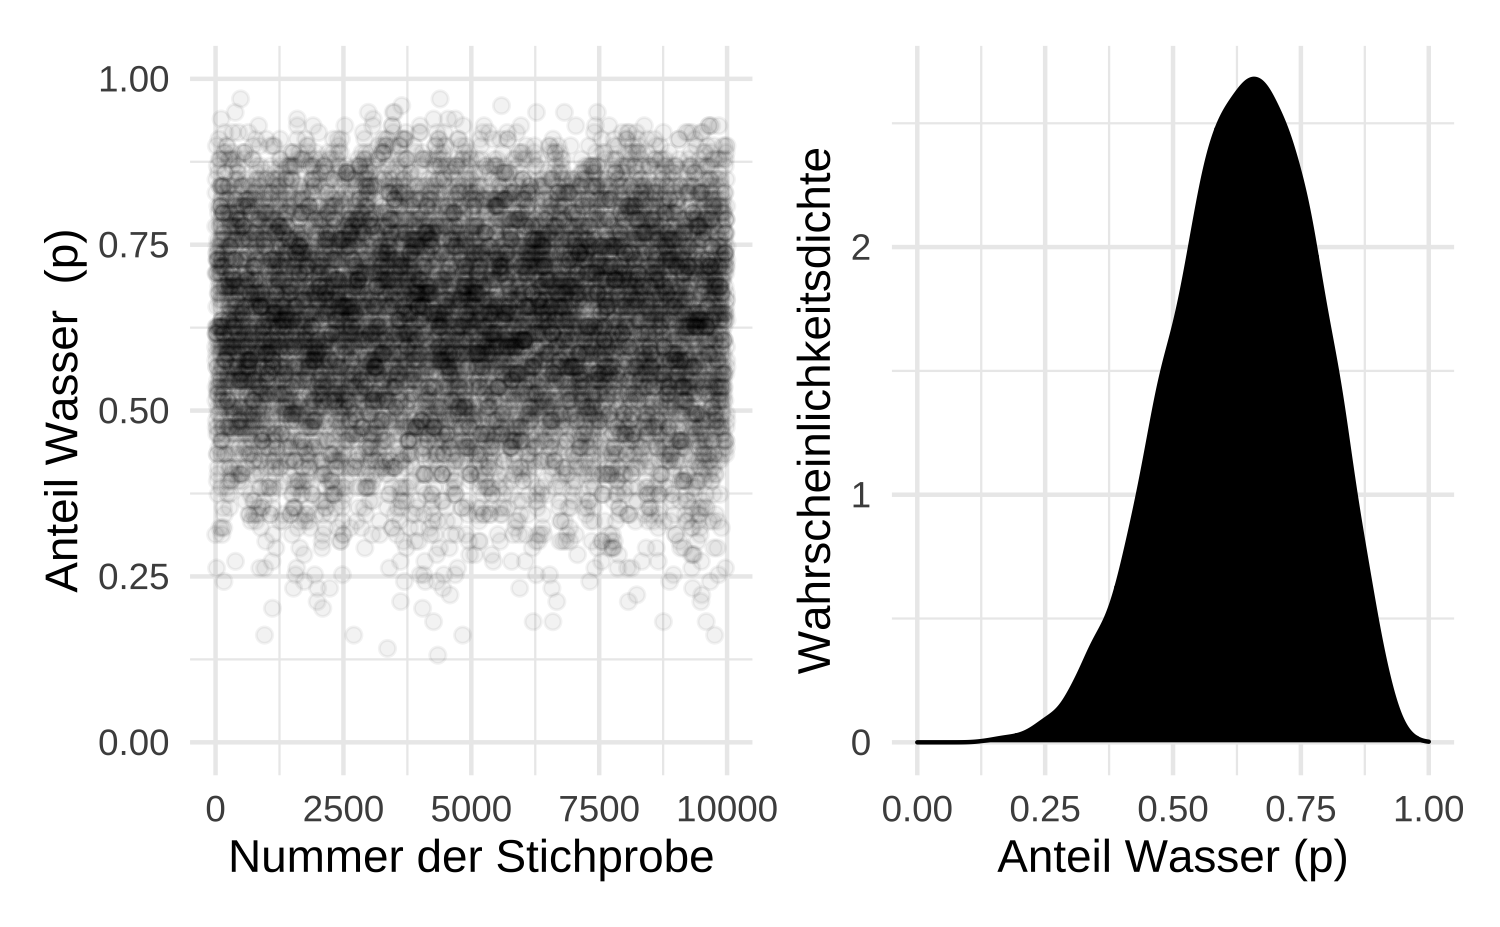 1.00
0.75
0.50
0.25
0.00
Anteil Wasser  (p)
0 2500 5000 7500 10000
Nummer der Stichprobe
2
1
0
Wahrscheinlichkeitsdichte
0.00 0.25 0.50 0.75 1.00
Anteil Wasser (p)